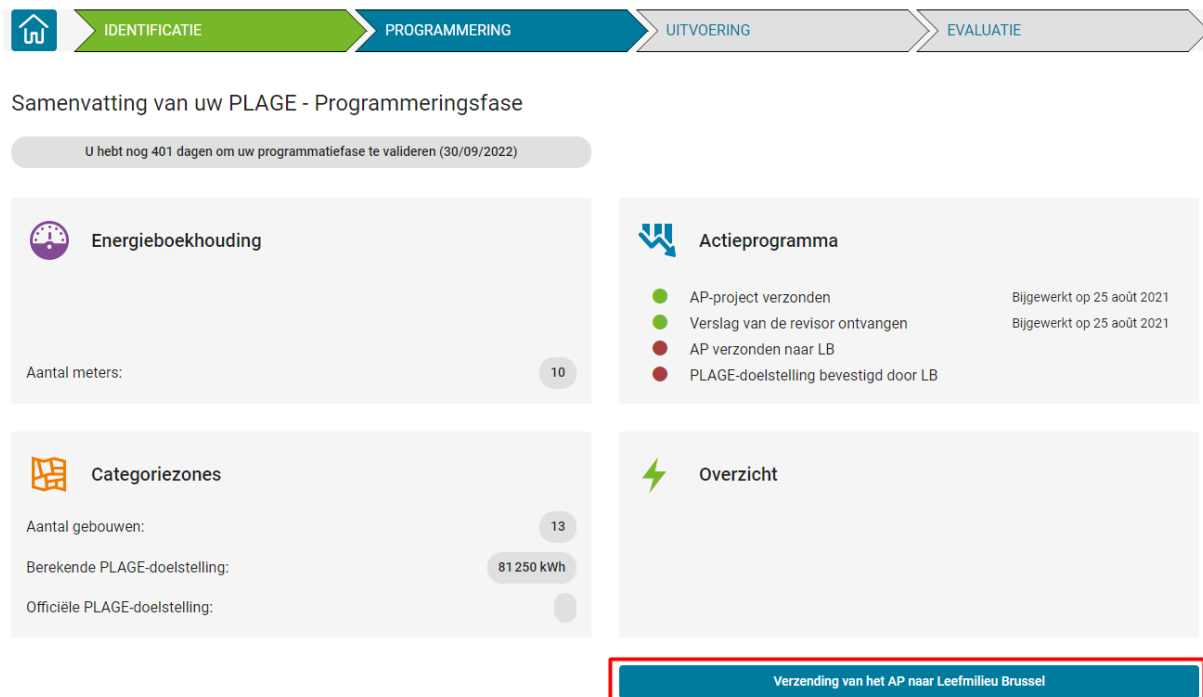 IDENTIFICATIE
PROGRAMMERING
UITVOERING
EVALUATIE
Samenvatting van uw PLAGE - Programmeringsfase
U hebt nog 401 dagen om uw programmatiefase te valideren (30/09/2022)
Energieboekhouding
Aantal meters: 10
Actieprogramma
AP-project verzonden Bijgewerkt op 25 août 2021
Verslag van de revisor ontvangen Bijgewerkt op 25 août 2021
AP verzonden naar LB
PLAGE-doelstelling bevestigd door LB
Categoriezones
Aantal gebouwen: 13
Berekende PLAGE-doelstelling: 81 250 kWh
Officiële PLAGE-doelstelling:
Overzicht
Verzending van het AP naar Leefmilieu Brussel